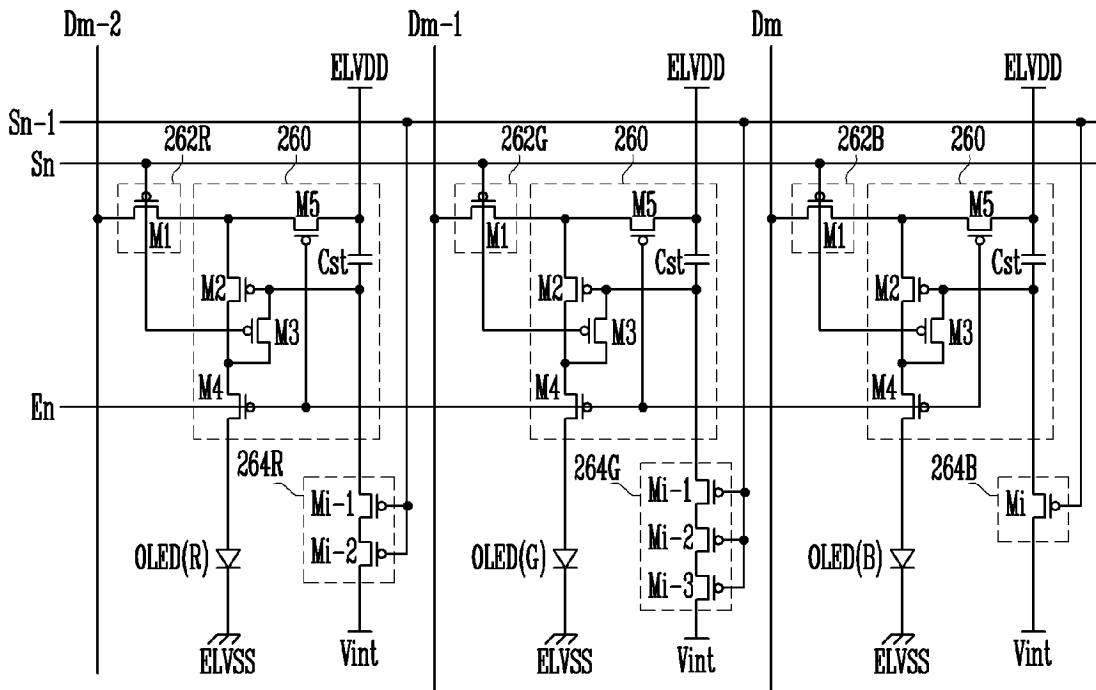 Dm-2 Dm-1 Dm
ELVDD ELVDD ELVDD
Sn-1
262R 260 262G 260 262B 260
Sn
M5 M5 M5
M1 M1 M1
Cst Cst Cst
M2 M2 M2
M3 M3 M3
M4 M4 M4
En
264R 264G 264B
Mi-1 Mi-1 Mi
Mi-2 Mi-2
OLED(R) OLED(G) OLED(B)
Mi-3
ELVSS Vint ELVSS Vint ELVSS Vint